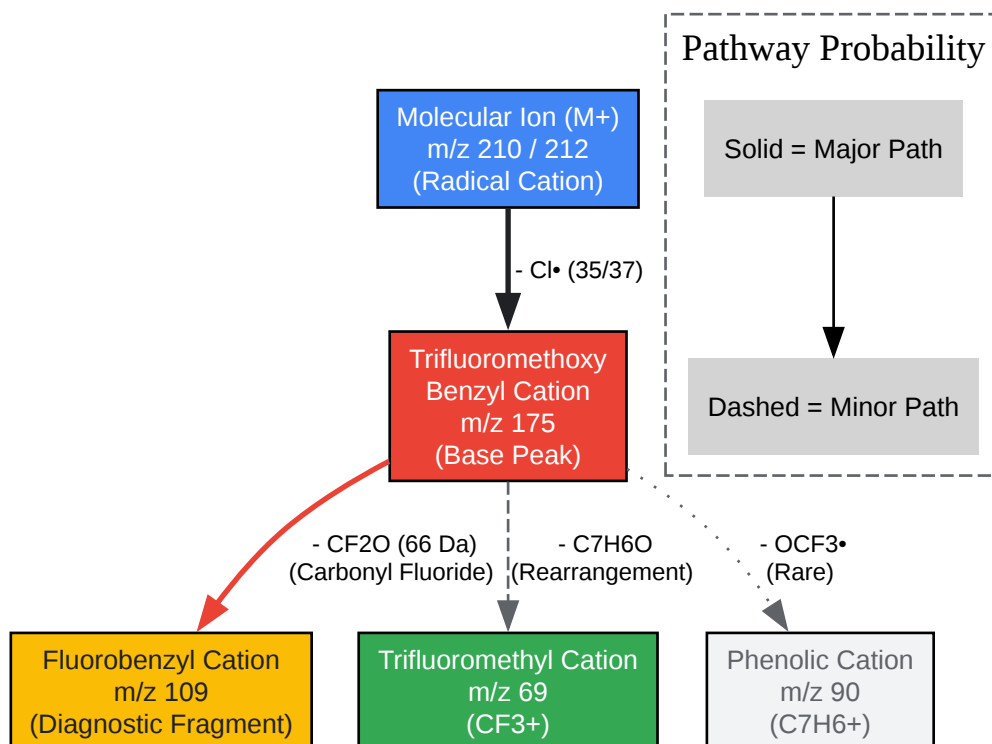 Pathway Probability
Solid = Major Path
Dashed = Minor Path
Molecular Ion (M+)
m/z 210 / 212
(Radical Cation)
- Cl• (35/37)
Trifluoromethoxy
Benzyl Cation
m/z 175
(Base Peak)
- CF2O (66 Da)
(Carbonyl Fluoride)
- C7H6O
(Rearrangement)
- OCF3•
(Rare)
Fluorobenzyl Cation
m/z 109
(Diagnostic Fragment)
Trifluoromethyl Cation
m/z 69
(CF3+)
Phenolic Cation
m/z 90
(C7H6+)